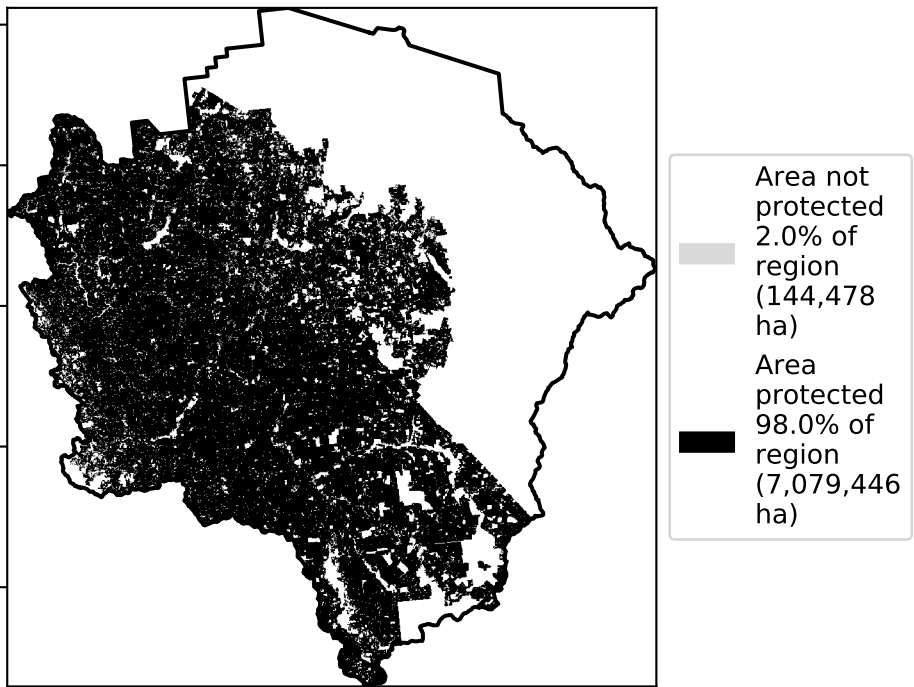 Area not
protected
2.0% of
region
(144,478
ha)
Area
protected
98.0% of
region
(7,079,446
ha)